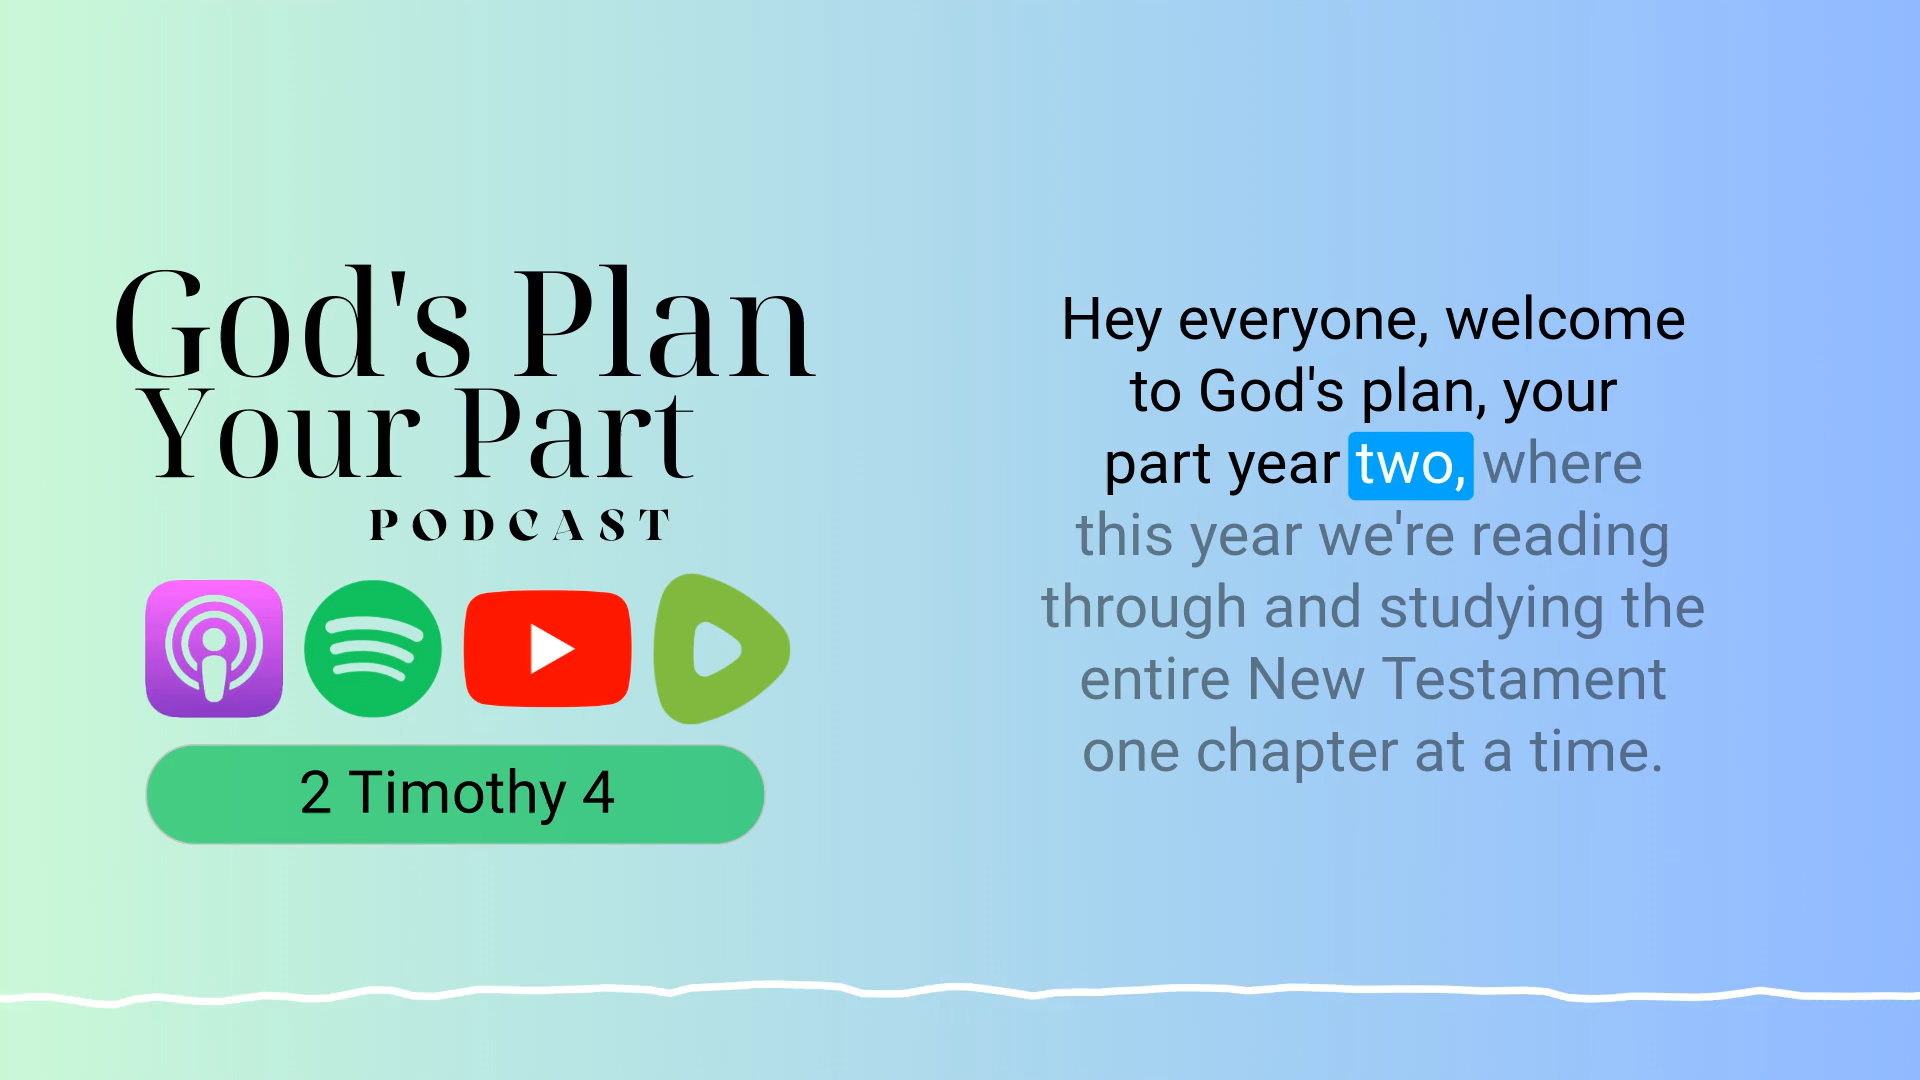 God's Plan
Your Part
PODCAST
2 Timothy 4
Hey everyone, welcome
to God's plan, your
part year two, where
this year we're reading
through and studying the
entire New Testament
one chapter at a time.